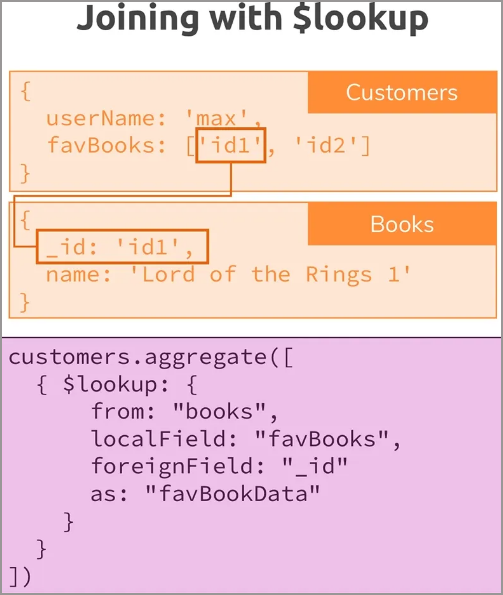 Joining with $lookup
Customers
{
userName: 'max',
favBooks: ['id1', 'id2']
}
Books
{
_id: 'id1',
name: 'Lord of the Rings 1'
}
customers.aggregate([
{ $lookup: {
from: "books",
localField: "favBooks",
foreignField: "_id"
as: "favBookData"
}
}
])